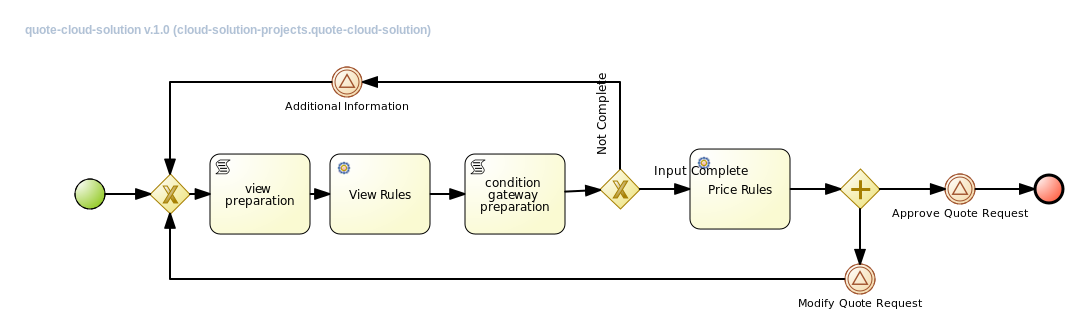 quote-cloud-solution v.1.0 (cloud-solution-projects.quote-cloud-solution)
Additional Information
Not Complete
view
preparation
View Rules
condition
gateway
preparation
Input Complete
Price Rules
Approve Quote Request
Modify Quote Request